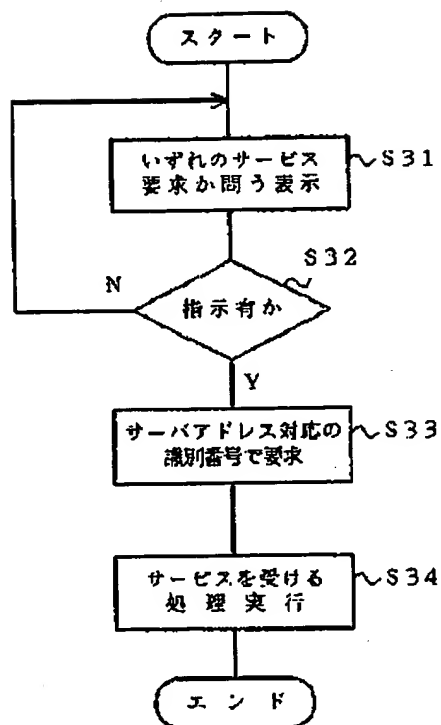 スタート
いずれのサービス
要求か問う表示
S31
S32
N
指示有か
Y
サーバアドレス対応の
識別番号で要求
S33
サービスを受ける
処理実行
S34
エンド